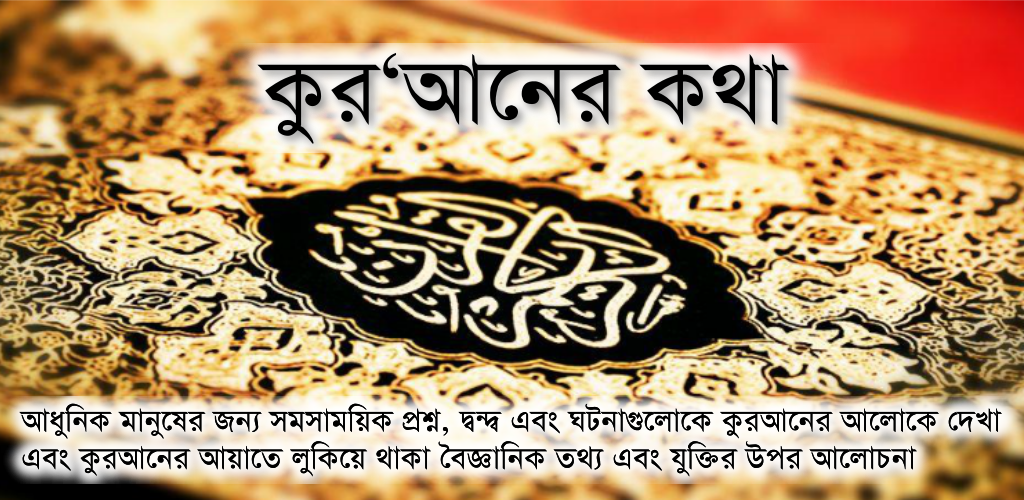 কুর‘আনের কথা
আধুনিক মানুষের জন্য সমসাময়িক প্রশ্ন, দ্বন্দ্ব এবং ঘটনাগুলোকে কুরআনের আলোকে দেখা
এবং কুরআনের আয়াতে লুকিয়ে থাকা বৈজ্ঞানিক তথ্য এবং যুক্তির উপর আলোচনা